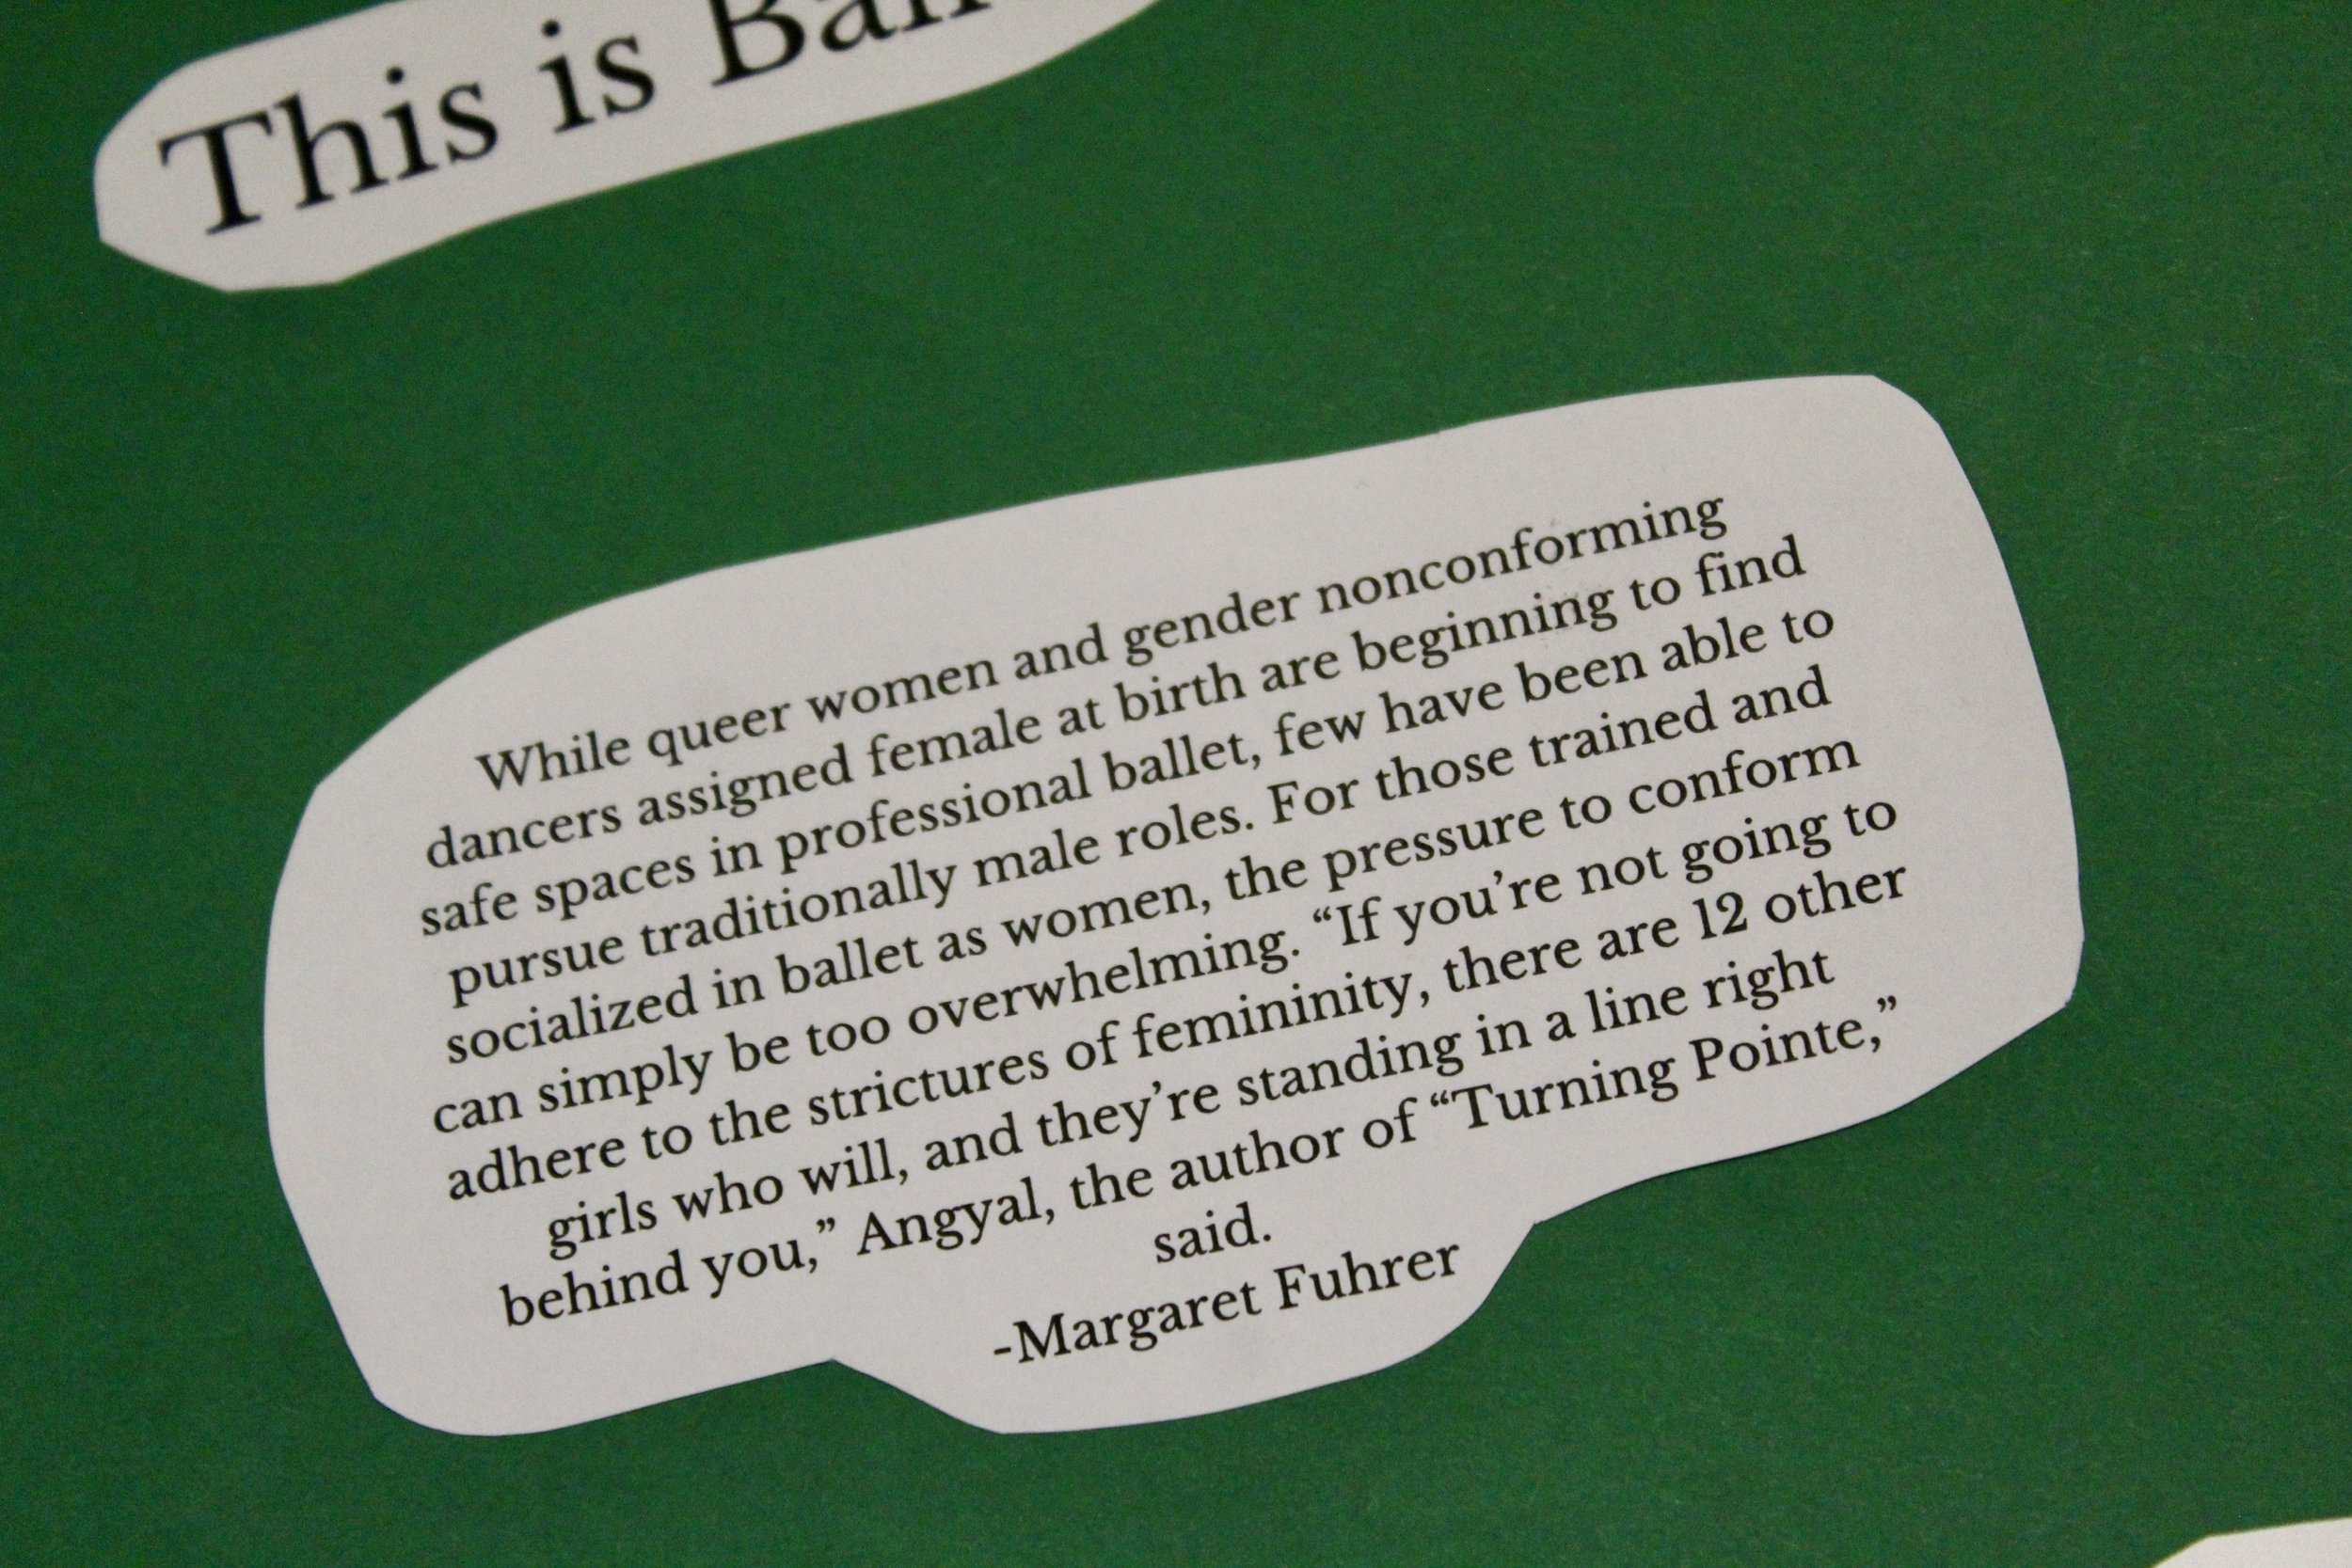 This is
While queer women and gender nonconforming
dancers assigned female at birth are beginning to find
safe spaces in professional ballet, few have been able to
pursue traditionally male roles. For those trained and
socialized in ballet as women, the pressure to conform
can simply be too overwhelming. “If you’re not going to
adhere to the strictures of femininity, there are 12 other
girls who will, and they’re standing in a line right
behind you,” Angyal, the author of “Turning Pointe,”
said.
-Margaret Fuhrer